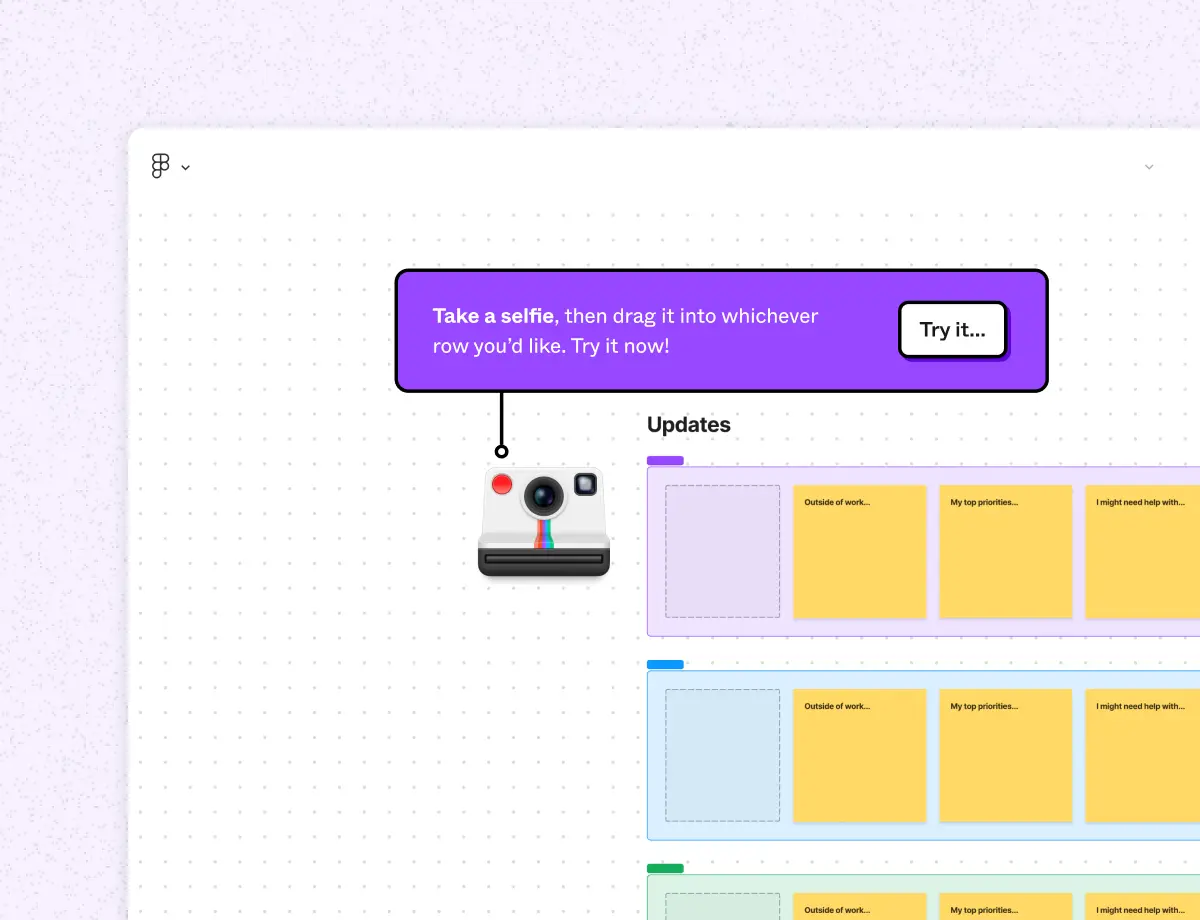 Take a selfie, then drag it into whichever
row you’d like. Try it now!
Try it...
Updates
Outside of work...
My top priorities...
I might need help with...
Outside of work...
My top priorities...
I might need help with...
Outside of work...
My top priorities...
I might need help with...